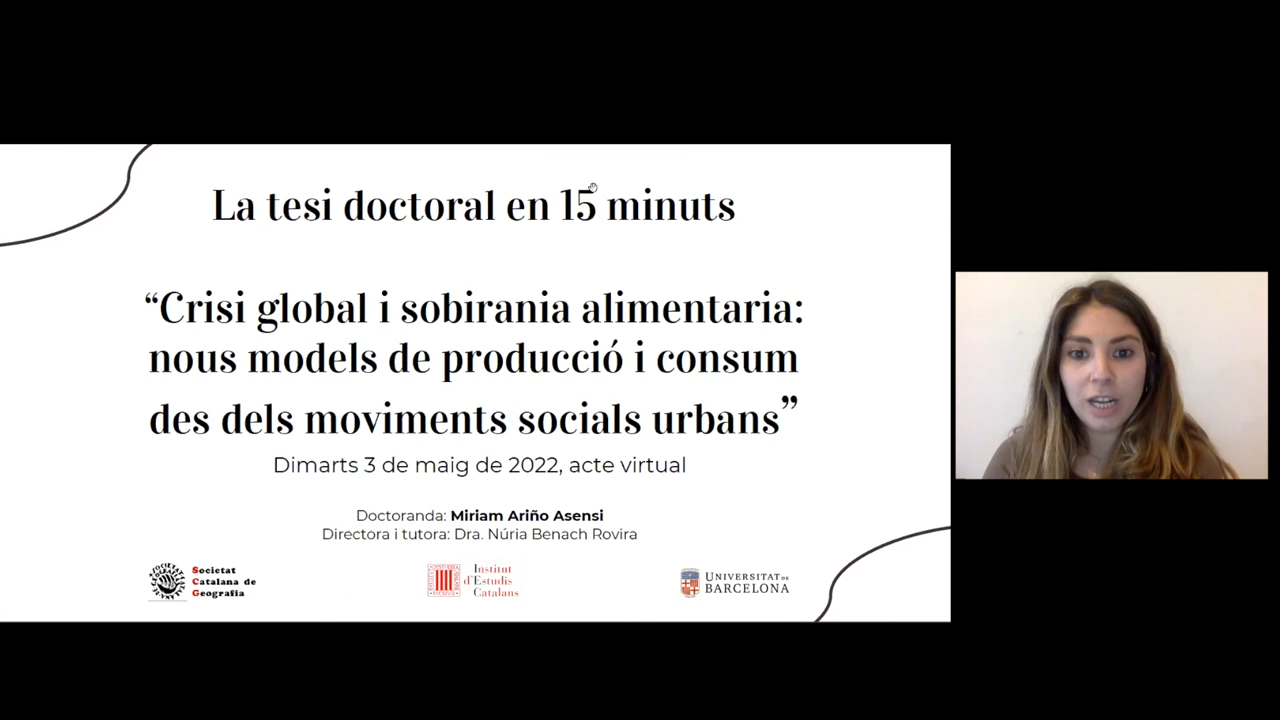 La tesi doctoral en 15 minuts
“Crisi global i sobirania alimentaria:
nous models de producció i consum
des dels moviments socials urbans”
Dimarts 3 de maig de 2022, acte virtual
Doctoranda: Miriam Ariño Asensi
Directora i tutora: Dra. Núria Benach Rovira
Societat
Catalana de
Geografia
Institut
d'Estudis
Catalans
UNIVERSITAT DE
BARCELONA